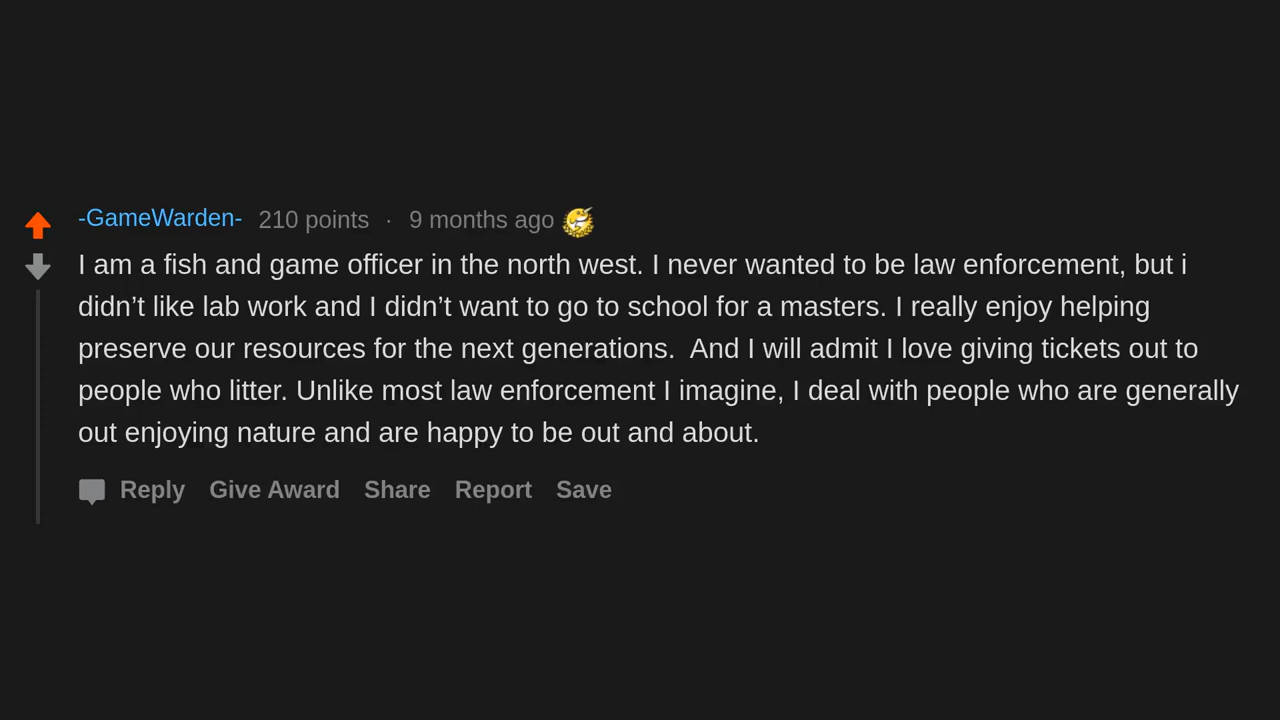 -GameWarden- 210 points · 9 months ago
I am a fish and game officer in the north west. I never wanted to be law enforcement, but i
didn’t like lab work and I didn’t want to go to school for a masters. I really enjoy helping
preserve our resources for the next generations.  And I will admit I love giving tickets out to
people who litter. Unlike most law enforcement I imagine, I deal with people who are generally
out enjoying nature and are happy to be out and about.
Reply Give Award Share Report Save